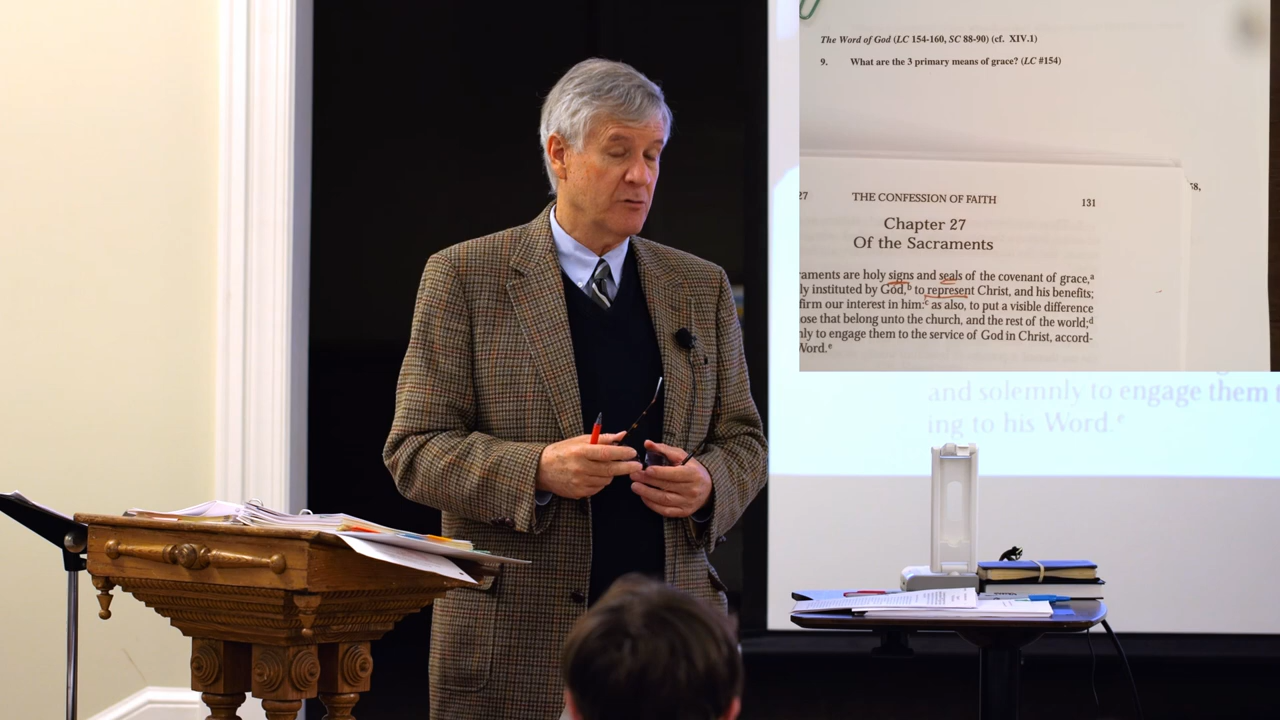 The Word of God (LC 154-160, SC 88-90) (cf. XIV.1)
9. What are the 3 primary means of grace? (LC #154)
58,
27 THE CONFESSION OF FAITH 131
Chapter 27
Of the Sacraments
raments are holy signs and seals of the covenant of grace,a
ly instituted by God,b to represent Christ, and his benefits;
firm our interest in him:c as also, to put a visible difference
ose that belong unto the church, and the rest of the world;d
nly to engage them to the service of God in Christ, accord-
Word.e
and solemnly to engage them t
ing to his Word.e